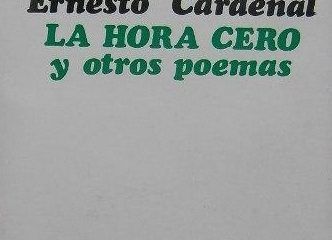 Ernesto Cardenal
LA HORA CERO
y otros poemas